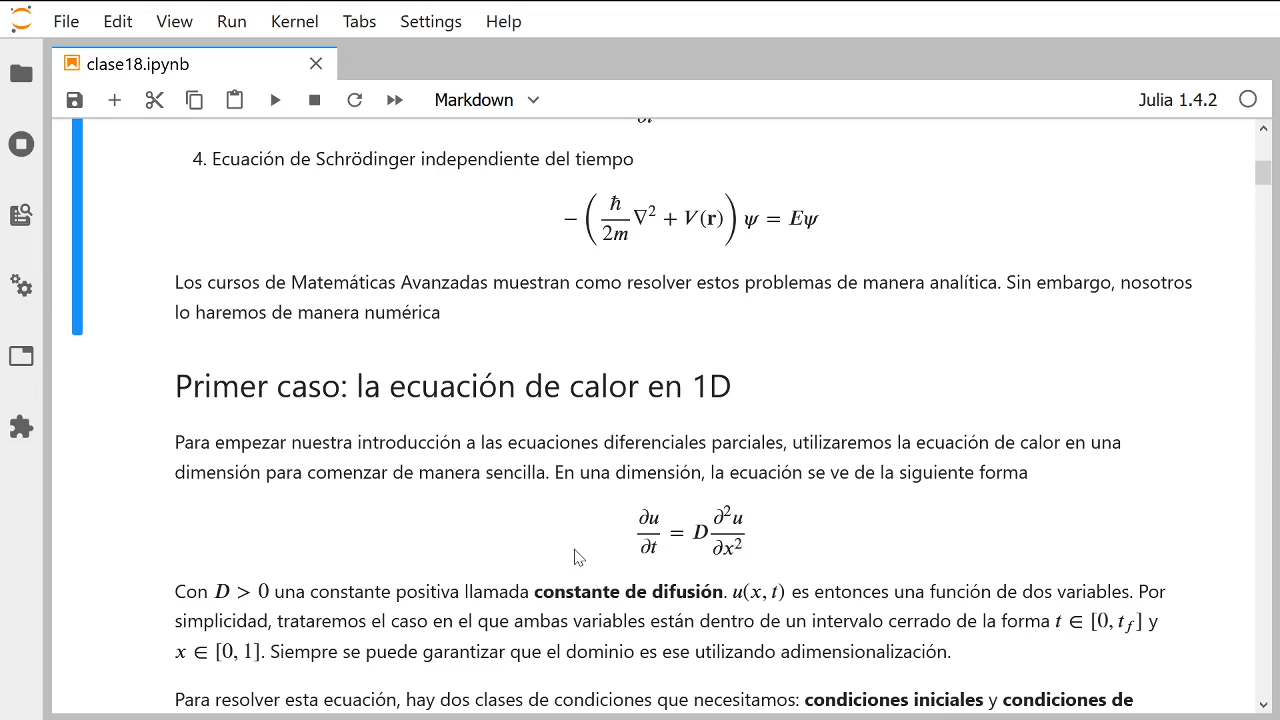 File Edit View Run Kernel Tabs Settings Help
clase18.ipynb
Markdown
Julia 1.4.2
∂t
4. Ecuación de Schrödinger independiente del tiempo
− ( ħ/2m ∇² + V(r) ) ψ = Eψ
Los cursos de Matemáticas Avanzadas muestran como resolver estos problemas de manera analítica. Sin embargo, nosotros
lo haremos de manera numérica
Primer caso: la ecuación de calor en 1D
Para empezar nuestra introducción a las ecuaciones diferenciales parciales, utilizaremos la ecuación de calor en una
dimensión para comenzar de manera sencilla. En una dimensión, la ecuación se ve de la siguiente forma
∂u/∂t = D ∂²u/∂x²
Con D > 0 una constante positiva llamada constante de difusión. u(x, t) es entonces una función de dos variables. Por
simplicidad, trataremos el caso en el que ambas variables están dentro de un intervalo cerrado de la forma t ∈ [0, t_f] y
x ∈ [0, 1]. Siempre se puede garantizar que el dominio es ese utilizando adimensionalización.
Para resolver esta ecuación, hay dos clases de condiciones que necesitamos: condiciones iniciales y condiciones de